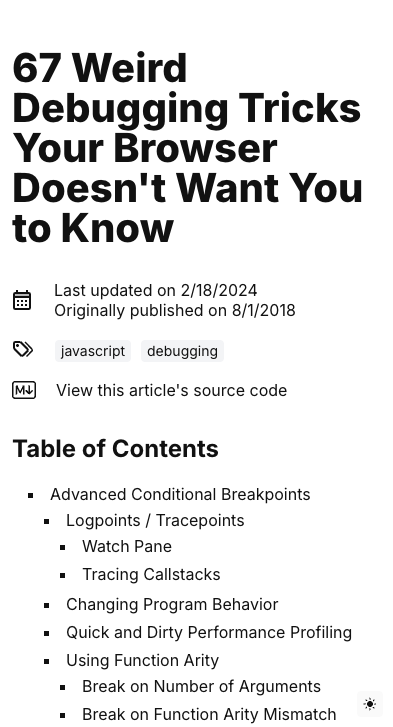 67 Weird
Debugging Tricks
Your Browser
Doesn't Want You
to Know
Last updated on 2/18/2024
Originally published on 8/1/2018
javascript debugging
View this article's source code
Table of Contents
Advanced Conditional Breakpoints
Logpoints / Tracepoints
Watch Pane
Tracing Callstacks
Changing Program Behavior
Quick and Dirty Performance Profiling
Using Function Arity
Break on Number of Arguments
Break on Function Arity Mismatch